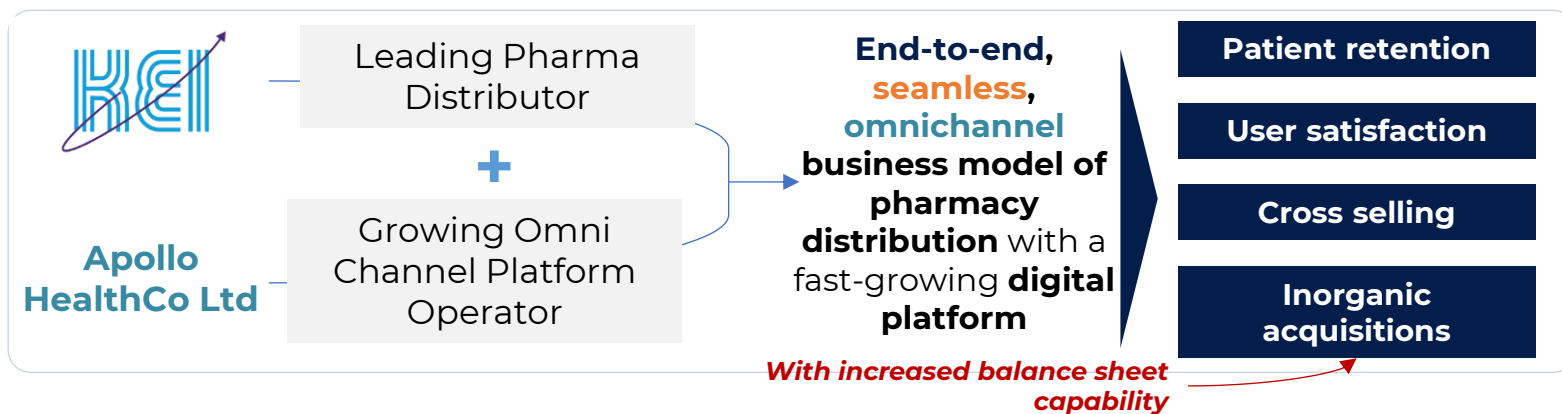 KEI
Leading Pharma
Distributor
Apollo
HealthCo Ltd
Growing Omni
Channel Platform
Operator
End-to-end,
seamless,
omnichannel
business model of
pharmacy
distribution with a
fast-growing digital
platform
Patient retention
User satisfaction
Cross selling
Inorganic
acquisitions
With increased balance sheet
capability